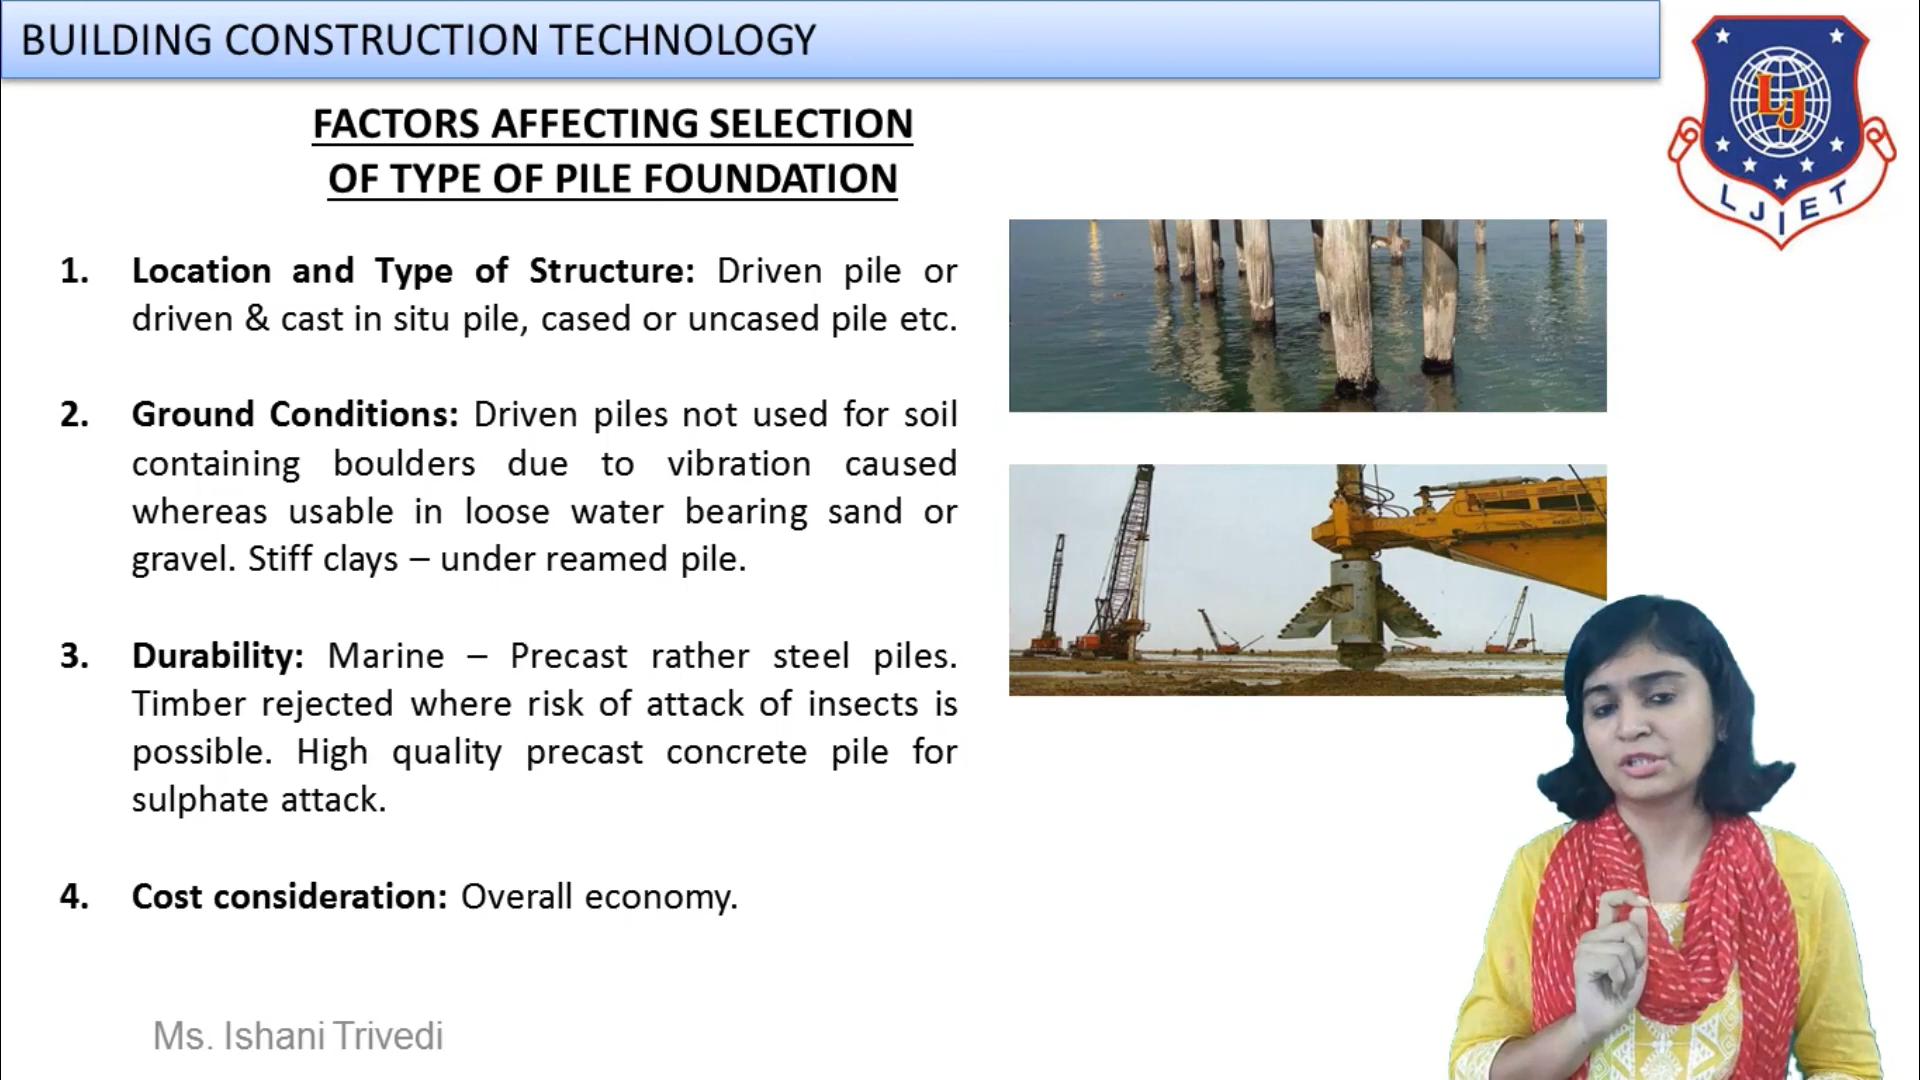 BUILDING CONSTRUCTION TECHNOLOGY
LJ
LJIET
FACTORS AFFECTING SELECTION
OF TYPE OF PILE FOUNDATION
1. Location and Type of Structure: Driven pile or
driven & cast in situ pile, cased or uncased pile etc.
2. Ground Conditions: Driven piles not used for soil
containing boulders due to vibration caused
whereas usable in loose water bearing sand or
gravel. Stiff clays – under reamed pile.
3. Durability: Marine – Precast rather steel piles.
Timber rejected where risk of attack of insects is
possible. High quality precast concrete pile for
sulphate attack.
4. Cost consideration: Overall economy.
Ms. Ishani Trivedi